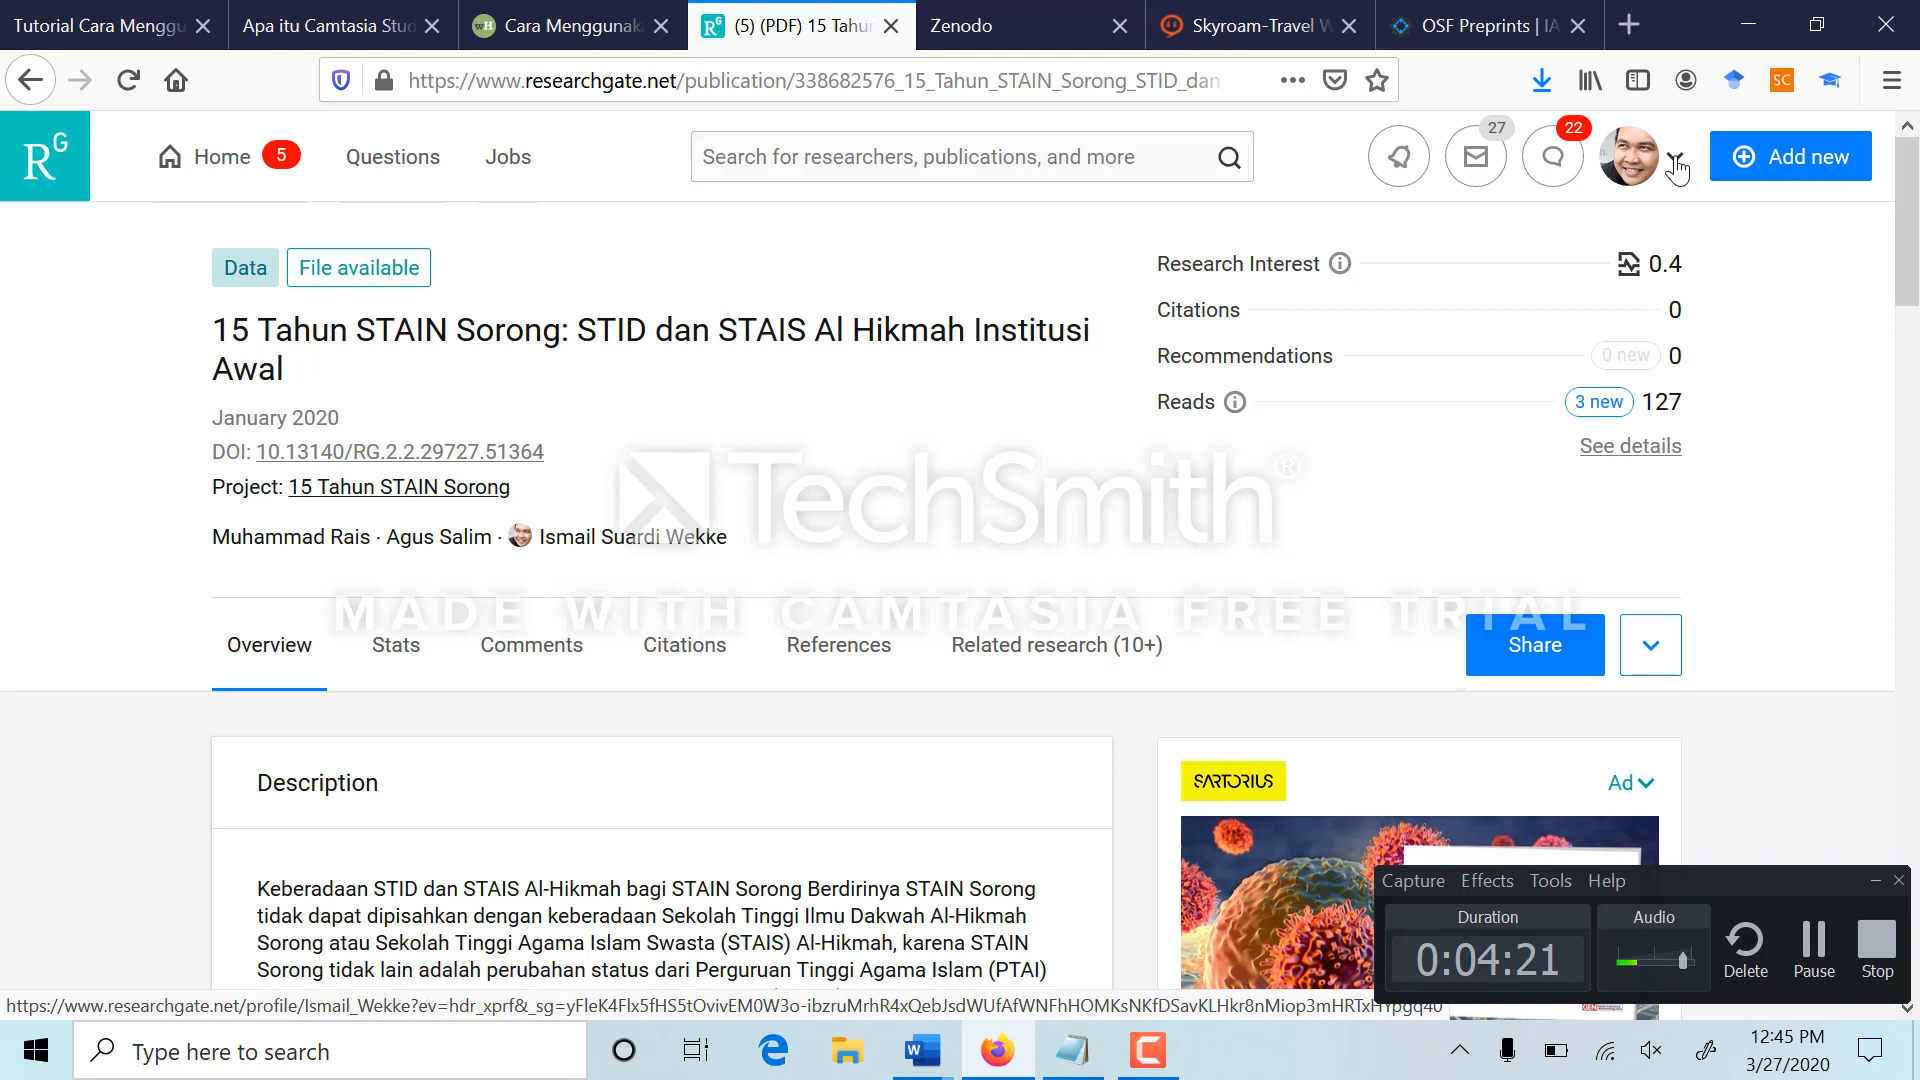 Tutorial Cara Menggu
Apa itu Camtasia Stud
Cara Menggunaka
(5) (PDF) 15 Tahun
Zenodo
Skyroam-Travel W
OSF Preprints | IA
https://www.researchgate.net/publication/338682576_15_Tahun_STAIN_Sorong_STID_dan_
SC
RG
Home 5
Questions
Jobs
Search for researchers, publications, and more
27
22
Add new
Data
File available
15 Tahun STAIN Sorong: STID dan STAIS Al Hikmah Institusi
Awal
January 2020
DOI: 10.13140/RG.2.2.29727.51364
Project: 15 Tahun STAIN Sorong
Muhammad Rais · Agus Salim · Ismail Suardi Wekke
Research Interest 0.4
Citations 0
Recommendations 0 new 0
Reads 3 new 127
See details
TechSmith®
MADE WITH CAMTASIA FREE TRIAL
Overview
Stats
Comments
Citations
References
Related research (10+)
Share
Description
Keberadaan STID dan STAIS Al-Hikmah bagi STAIN Sorong Berdirinya STAIN Sorong
tidak dapat dipisahkan dengan keberadaan Sekolah Tinggi Ilmu Dakwah Al-Hikmah
Sorong atau Sekolah Tinggi Agama Islam Swasta (STAIS) Al-Hikmah, karena STAIN
Sorong tidak lain adalah perubahan status dari Perguruan Tinggi Agama Islam (PTAI)
SARTORIUS
Ad
Capture Effects Tools Help
Duration
0:04:21
Audio
Delete
Pause
Stop
Type here to search
12:45 PM
3/27/2020